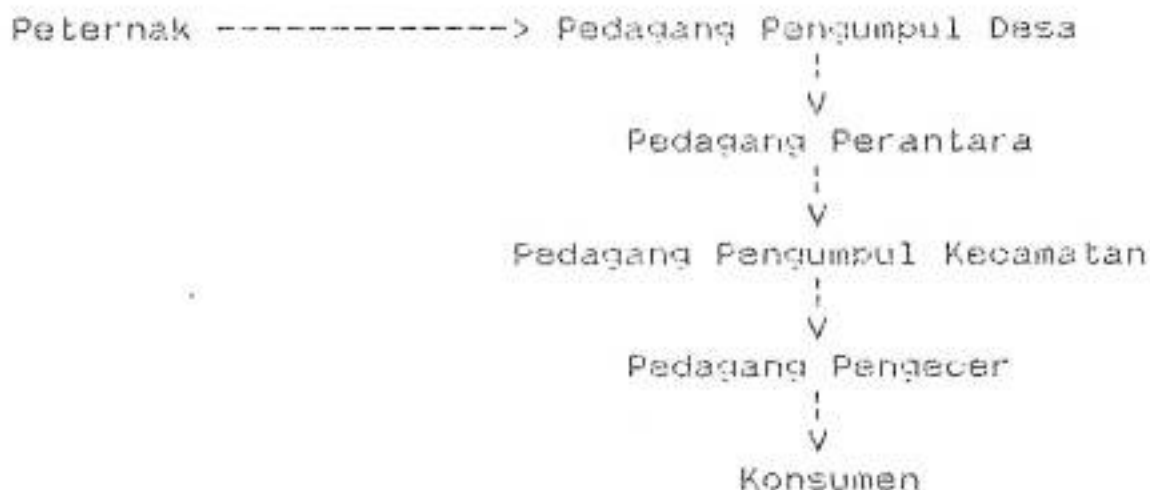 Peternak -------------> Pedagang Pengumpul Desa
Pedagang Perantara
Pedagang Pengumpul Kecamatan
Pedagang Pengecer
Konsumen